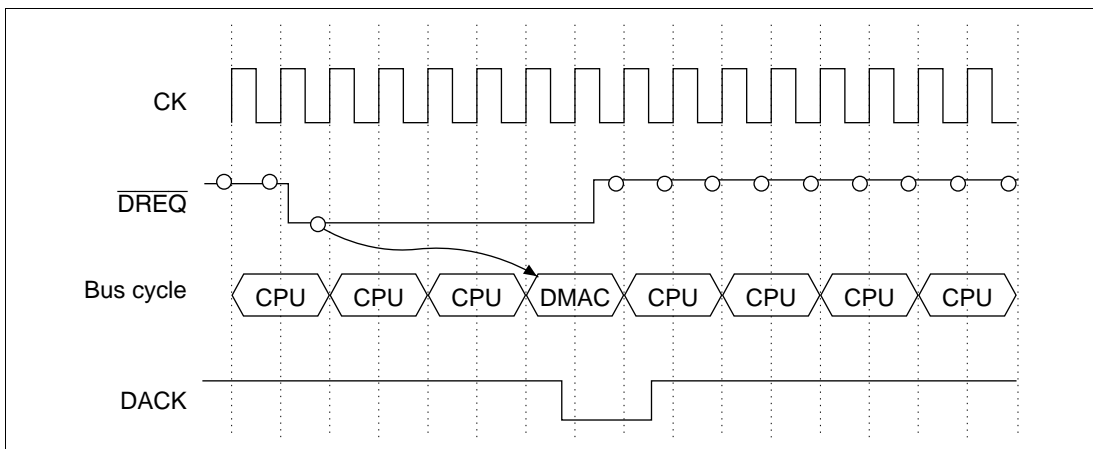 CK
DREQ
Bus cycle CPU CPU CPU DMAC CPU CPU CPU CPU
DACK